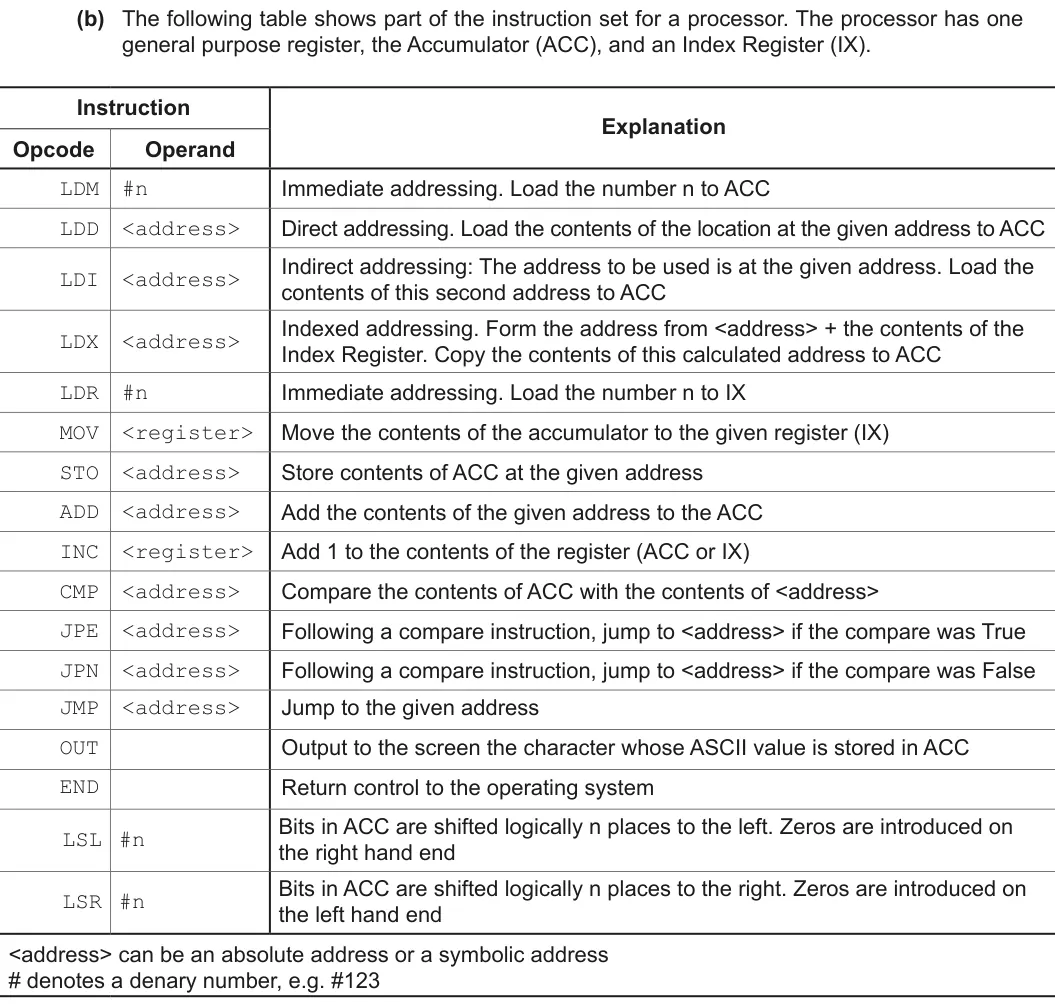 (b) The following table shows part of the instruction set for a processor. The processor has one
general purpose register, the Accumulator (ACC), and an Index Register (IX).
Instruction
Explanation
Opcode Operand
LDM #n Immediate addressing. Load the number n to ACC
LDD <address> Direct addressing. Load the contents of the location at the given address to ACC
LDI <address> Indirect addressing: The address to be used is at the given address. Load the
contents of this second address to ACC
LDX <address> Indexed addressing. Form the address from <address> + the contents of the
Index Register. Copy the contents of this calculated address to ACC
LDR #n Immediate addressing. Load the number n to IX
MOV <register> Move the contents of the accumulator to the given register (IX)
STO <address> Store contents of ACC at the given address
ADD <address> Add the contents of the given address to the ACC
INC <register> Add 1 to the contents of the register (ACC or IX)
CMP <address> Compare the contents of ACC with the contents of <address>
JPE <address> Following a compare instruction, jump to <address> if the compare was True
JPN <address> Following a compare instruction, jump to <address> if the compare was False
JMP <address> Jump to the given address
OUT Output to the screen the character whose ASCII value is stored in ACC
END Return control to the operating system
LSL #n Bits in ACC are shifted logically n places to the left. Zeros are introduced on
the right hand end
LSR #n Bits in ACC are shifted logically n places to the right. Zeros are introduced on
the left hand end
<address> can be an absolute address or a symbolic address
# denotes a denary number, e.g. #123